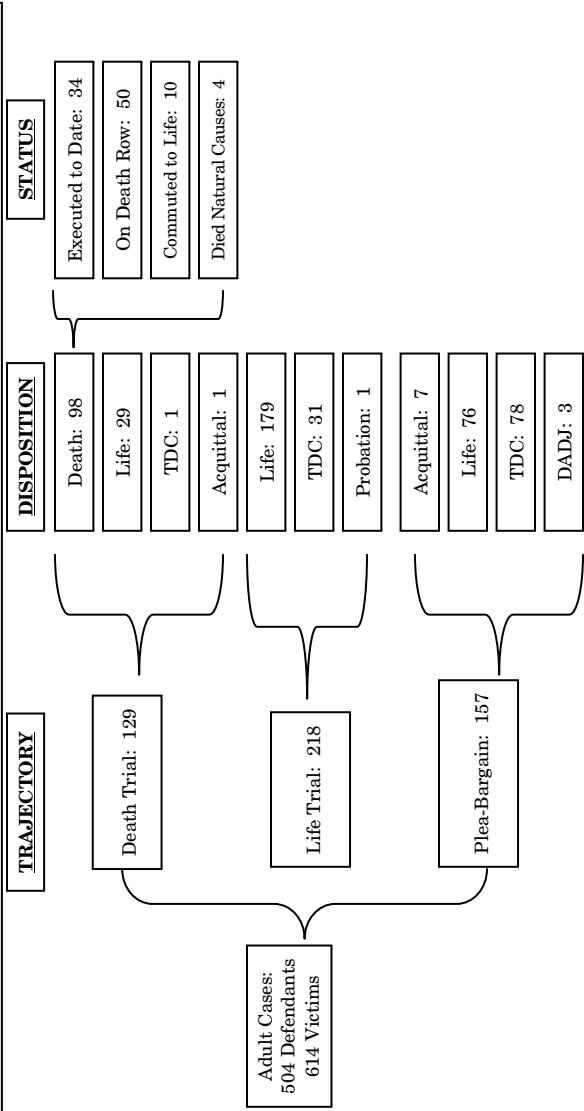 TRAJECTORY
DISPOSITION
STATUS
Adult Cases:
504 Defendants
614 Victims
Death Trial: 129
Life Trial: 218
Plea-Bargain: 157
Death: 98
Life: 29
TDC: 1
Acquittal: 1
Life: 179
TDC: 31
Probation: 1
Acquittal: 7
Life: 76
TDC: 78
DADJ: 3
Executed to Date: 34
On Death Row: 50
Commuted to Life: 10
Died Natural Causes: 4